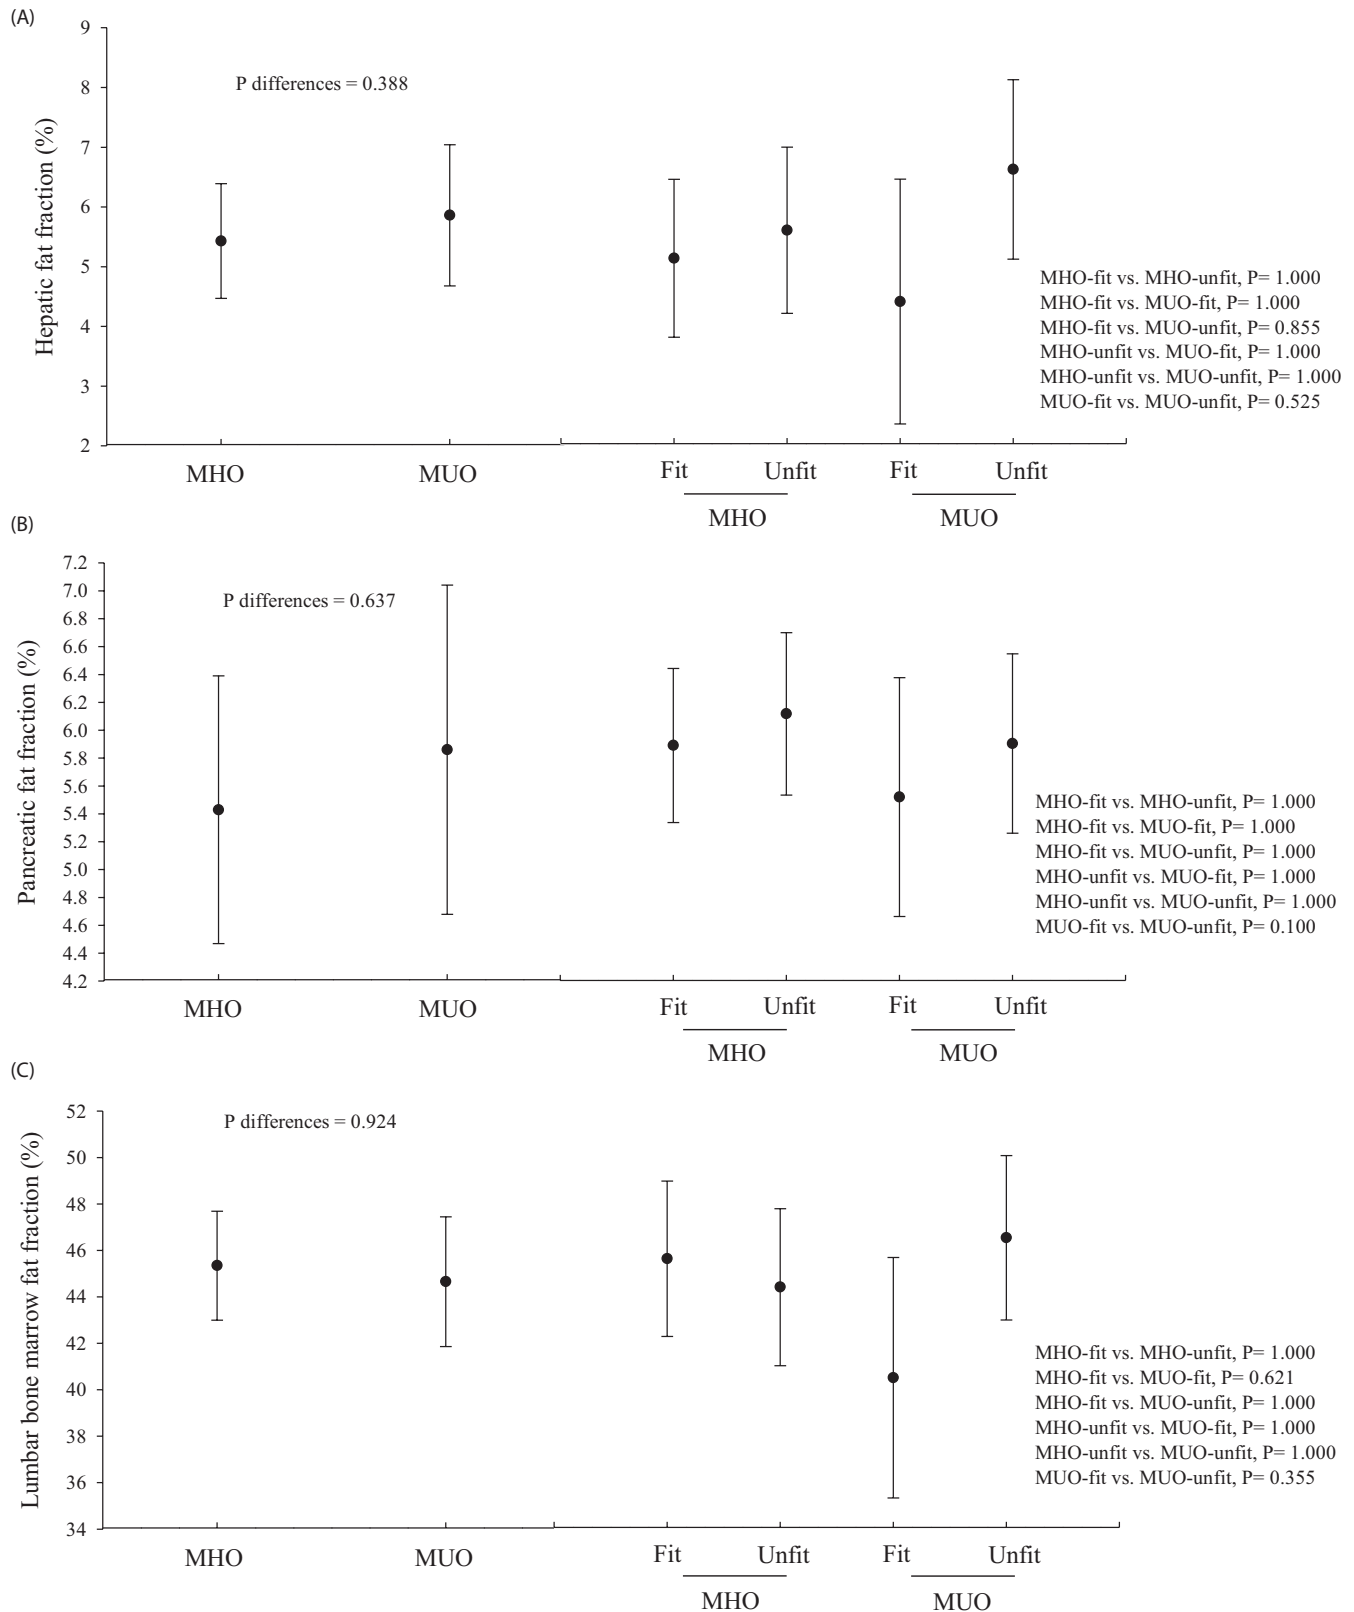 (A)
Hepatic fat fraction (%)
9
8
7
6
5
4
3
2
P differences = 0.388
MHO-fit vs. MHO-unfit, P= 1.000
MHO-fit vs. MUO-fit, P= 1.000
MHO-fit vs. MUO-unfit, P= 0.855
MHO-unfit vs. MUO-fit, P= 1.000
MHO-unfit vs. MUO-unfit, P= 1.000
MUO-fit vs. MUO-unfit, P= 0.525
MHO MUO Fit Unfit Fit Unfit
MHO MUO
(B)
Pancreatic fat fraction (%)
7.2
7.0
6.8
6.6
6.4
6.2
6.0
5.8
5.6
5.4
5.2
5.0
4.8
4.6
4.4
4.2
P differences = 0.637
MHO-fit vs. MHO-unfit, P= 1.000
MHO-fit vs. MUO-fit, P= 1.000
MHO-fit vs. MUO-unfit, P= 1.000
MHO-unfit vs. MUO-fit, P= 1.000
MHO-unfit vs. MUO-unfit, P= 1.000
MUO-fit vs. MUO-unfit, P= 0.100
MHO MUO Fit Unfit Fit Unfit
MHO MUO
(C)
Lumbar bone marrow fat fraction (%)
52
50
48
46
44
42
40
38
36
34
P differences = 0.924
MHO-fit vs. MHO-unfit, P= 1.000
MHO-fit vs. MUO-fit, P= 0.621
MHO-fit vs. MUO-unfit, P= 1.000
MHO-unfit vs. MUO-fit, P= 1.000
MHO-unfit vs. MUO-unfit, P= 1.000
MUO-fit vs. MUO-unfit, P= 0.355
MHO MUO Fit Unfit Fit Unfit
MHO MUO